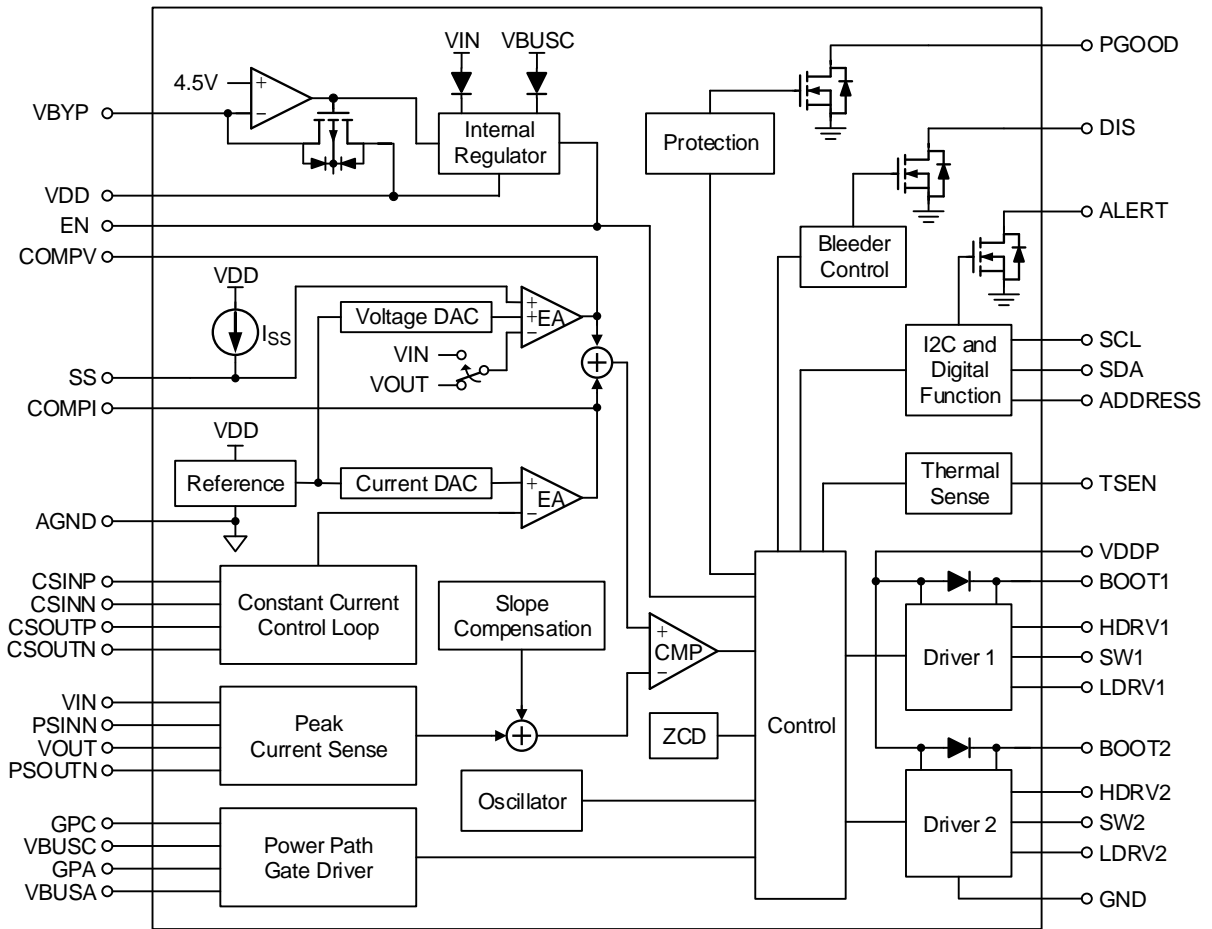 VBYP
VDD
EN
COMPV
SS
COMPI
AGND
CSINP
CSINN
CSOUTP
CSOUTN
VIN
PSINN
VOUT
PSOUTN
GPC
VBUSC
GPA
VBUSA
4.5V
+
−
VIN
VBUSC
Internal
Regulator
VDD
ISS
Voltage DAC
+
+
−
EA
VIN
VOUT
+
VDD
Reference
Current DAC
+
−
EA
Constant Current
Control Loop
Slope
Compensation
+
−
CMP
Peak
Current Sense
+
ZCD
Oscillator
Power Path
Gate Driver
Protection
Bleeder
Control
I2C and
Digital
Function
Thermal
Sense
Control
Driver 1
Driver 2
PGOOD
DIS
ALERT
SCL
SDA
ADDRESS
TSEN
VDDP
BOOT1
HDRV1
SW1
LDRV1
BOOT2
HDRV2
SW2
LDRV2
GND